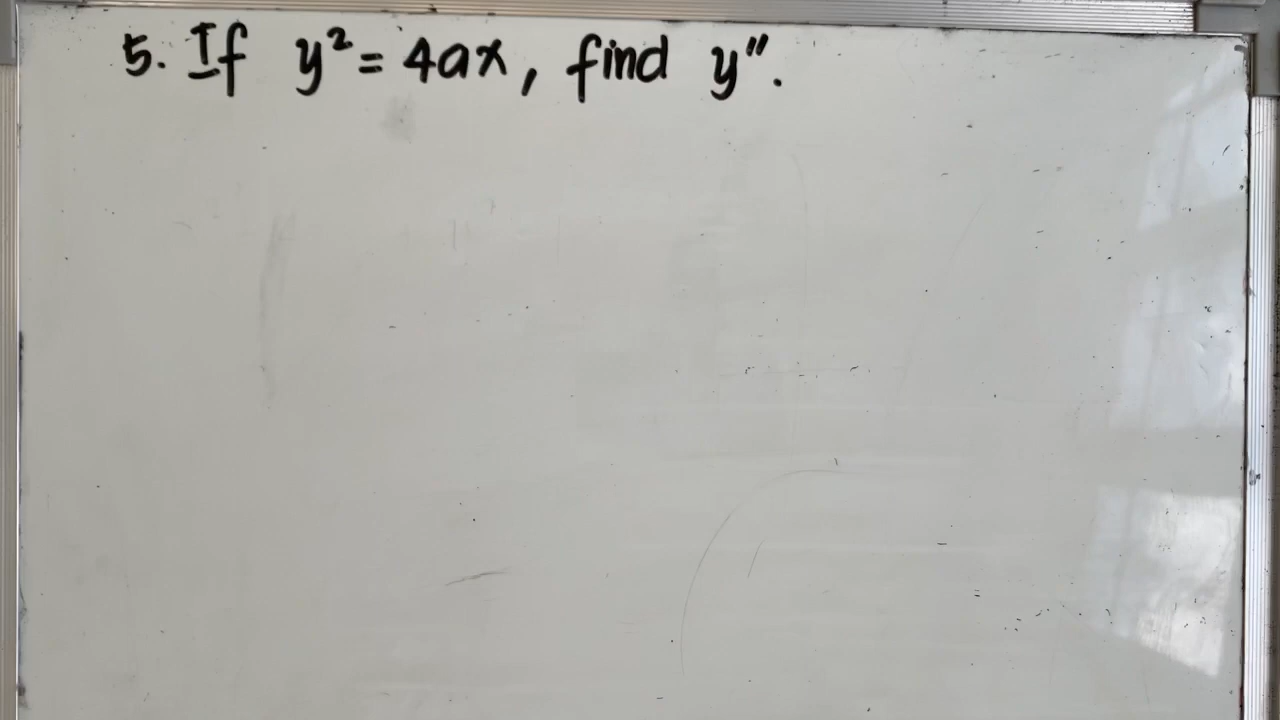 5. If y² = 4ax, find y".